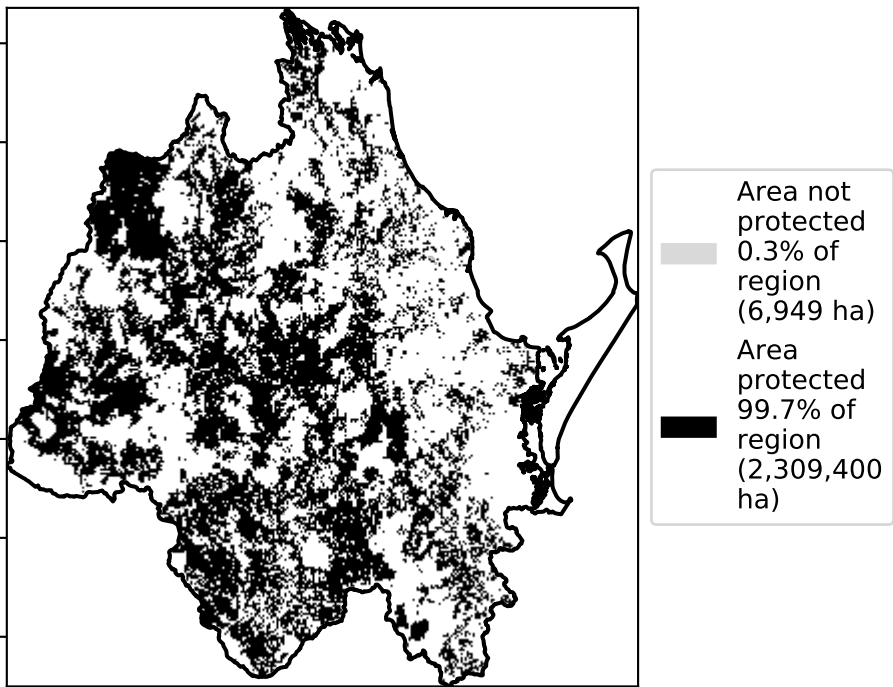 Area not
protected
0.3% of
region
(6,949 ha)
Area
protected
99.7% of
region
(2,309,400
ha)